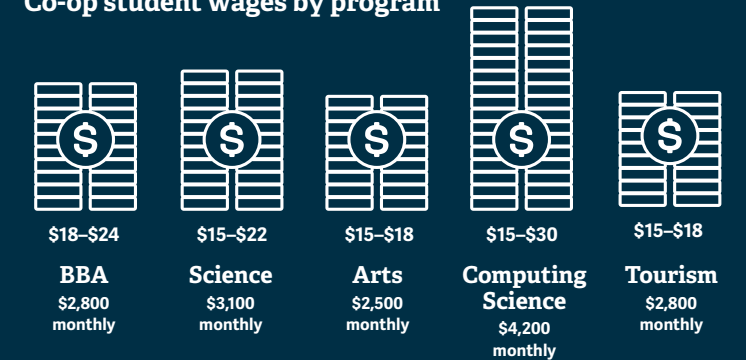 Co-op student wages by program
$ $ $ $ $
$18–$24 $15–$22 $15–$18 $15–$30 $15–$18
BBA Science Arts Computing Science Tourism
$2,800 monthly
$3,100 monthly
$2,500 monthly
$4,200 monthly
$2,800 monthly